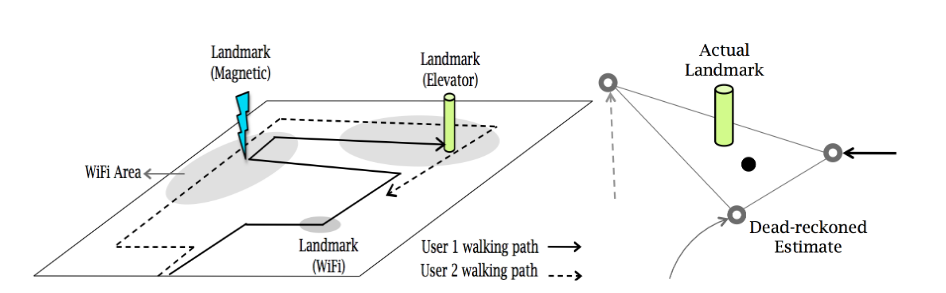 Landmark
(Magnetic)
Landmark
(Elevator)
WiFi Area
Landmark
(WiFi)
User 1 walking path
User 2 walking path
Actual
Landmark
Dead-reckoned
Estimate